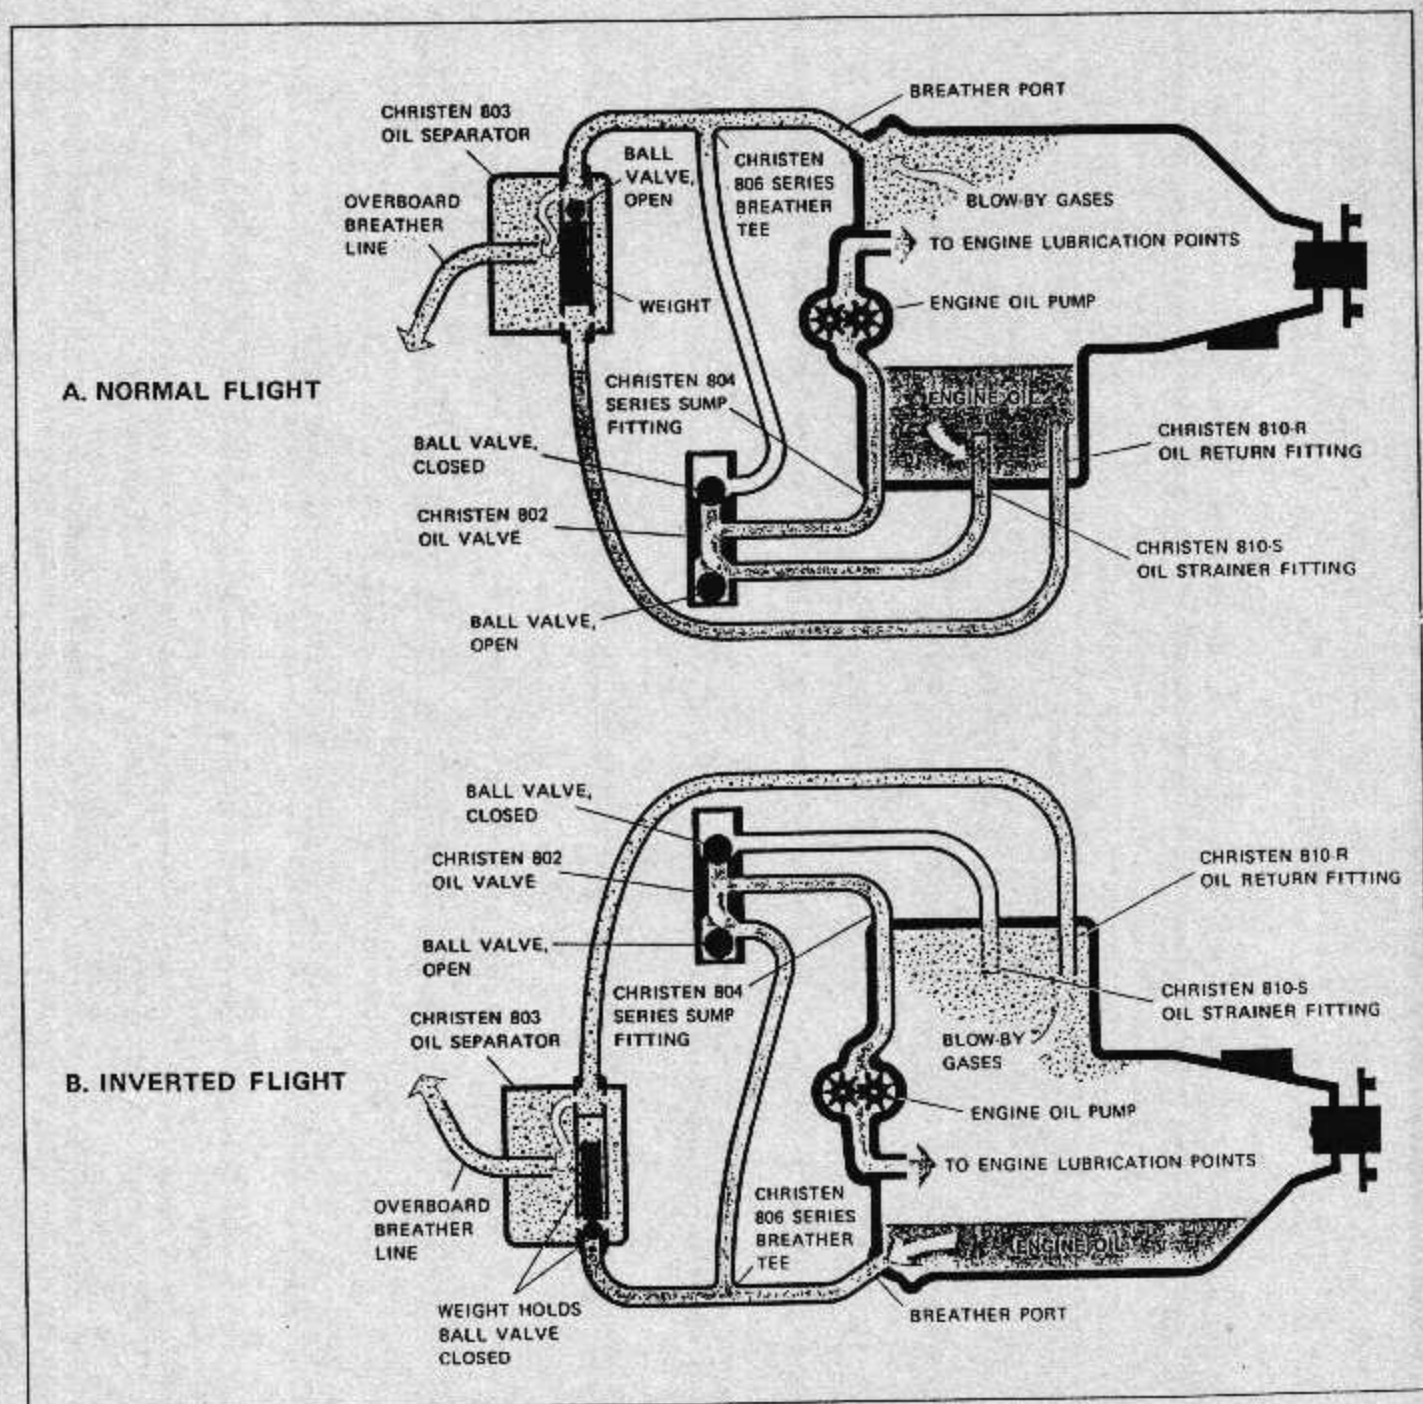 CHRISTEN 803
OIL SEPARATOR
OVERBOARD
BREATHER
LINE
BALL
VALVE,
OPEN
CHRISTEN
806 SERIES
BREATHER
TEE
BREATHER PORT
BLOW-BY GASES
TO ENGINE LUBRICATION POINTS
WEIGHT
ENGINE OIL PUMP
A. NORMAL FLIGHT
CHRISTEN 804
SERIES SUMP
FITTING
ENGINE OIL
BALL VALVE,
CLOSED
CHRISTEN 810-R
OIL RETURN FITTING
CHRISTEN 802
OIL VALVE
CHRISTEN 810-S
OIL STRAINER FITTING
BALL VALVE,
OPEN
BALL VALVE,
CLOSED
CHRISTEN 802
OIL VALVE
CHRISTEN 810-R
OIL RETURN FITTING
BALL VALVE,
OPEN
CHRISTEN 804
SERIES SUMP
FITTING
CHRISTEN 810-S
OIL STRAINER FITTING
CHRISTEN 803
OIL SEPARATOR
BLOW-BY
GASES
B. INVERTED FLIGHT
ENGINE OIL PUMP
TO ENGINE LUBRICATION POINTS
OVERBOARD
BREATHER
LINE
CHRISTEN
806 SERIES
BREATHER
TEE
ENGINE OIL
WEIGHT HOLDS
BALL VALVE
CLOSED
BREATHER PORT